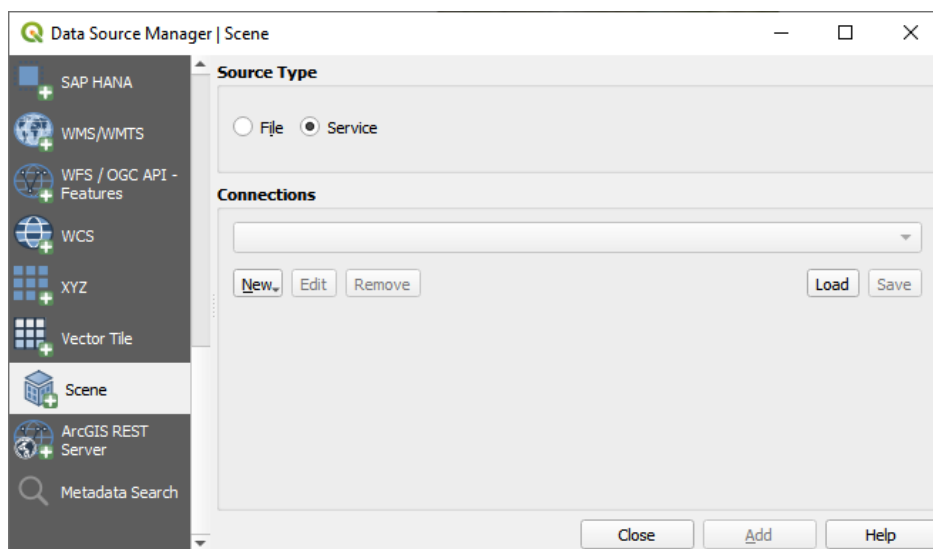 Data Source Manager | Scene
SAP HANA
WMS/WMTS
WFS / OGC API -
Features
WCS
XYZ
Vector Tile
Scene
ArcGIS REST
Server
Metadata Search
Source Type
File
Service
Connections
New
Edit
Remove
Load
Save
Close
Add
Help